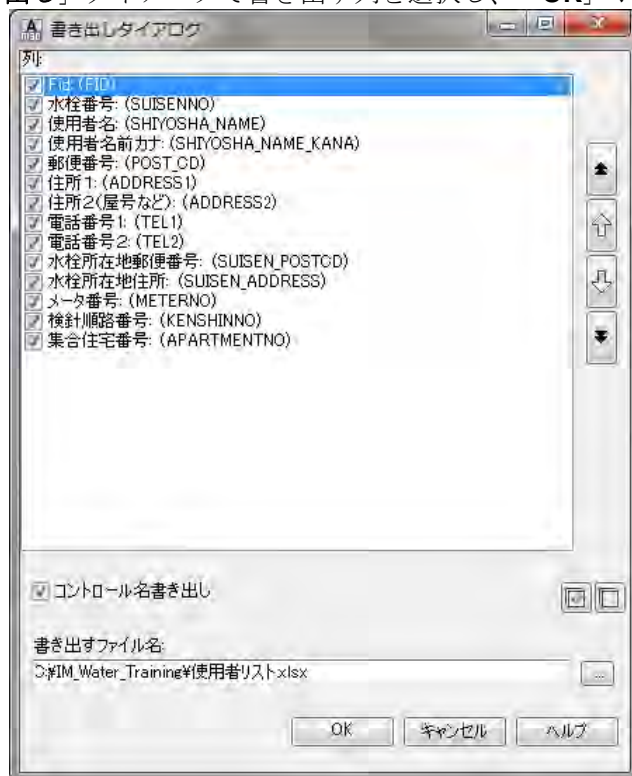 出し」ダイアログで書き出す列を選択し、「OK」
書き出しダイアログ
列:
Fid: (FID)
水栓番号: (SUISENNO)
使用者名: (SHIYOSHA_NAME)
使用者名前カナ: (SHIYOSHA_NAME_KANA)
郵便番号: (POST_CD)
住所1: (ADDRESS1)
住所2(屋号など): (ADDRESS2)
電話番号1: (TEL1)
電話番号2: (TEL2)
水栓所在地郵便番号: (SUISEN_POSTCD)
水栓所在地住所: (SUISEN_ADDRESS)
メータ番号: (METERNO)
検針順路番号: (KENSHINNO)
集合住宅番号: (APARTMENTNO)
コントロール名書き出し
書き出すファイル名:
C:¥IM_Water_Training¥使用者リスト.xlsx
...
OK
キャンセル
ヘルプ